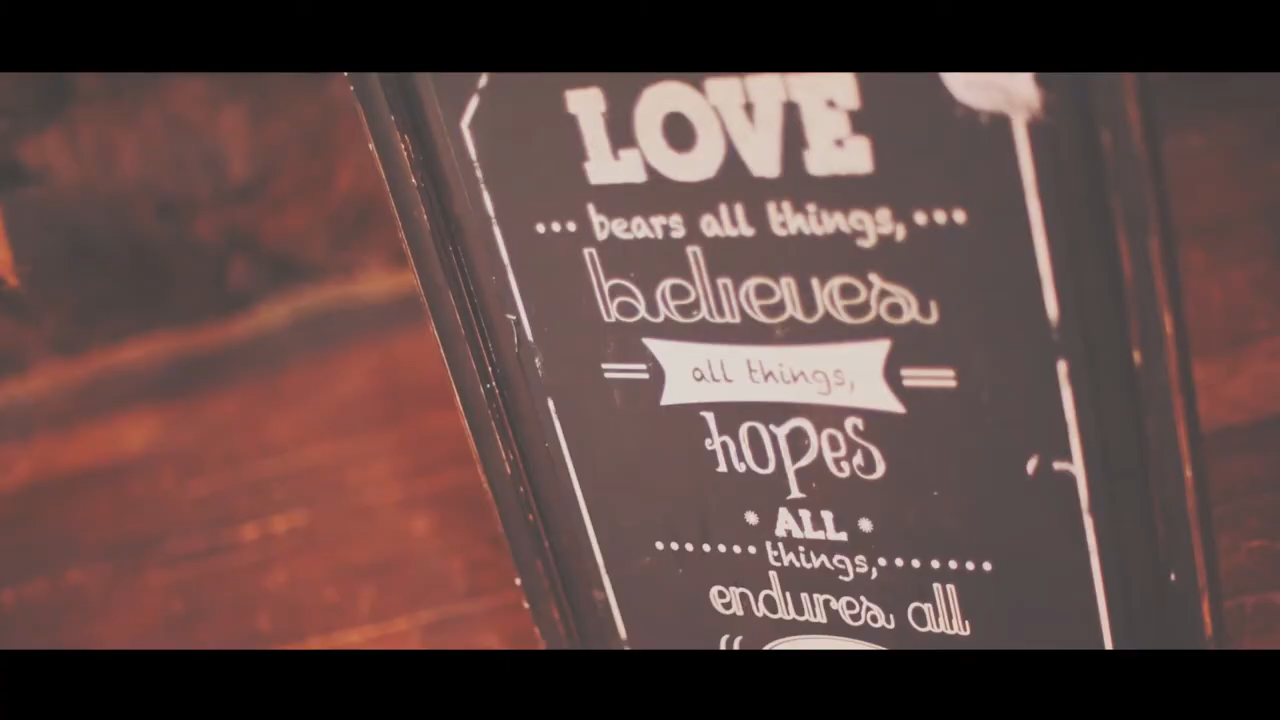 LOVE
bears all things,
believes
all things,
hopes
ALL
things,
endures all